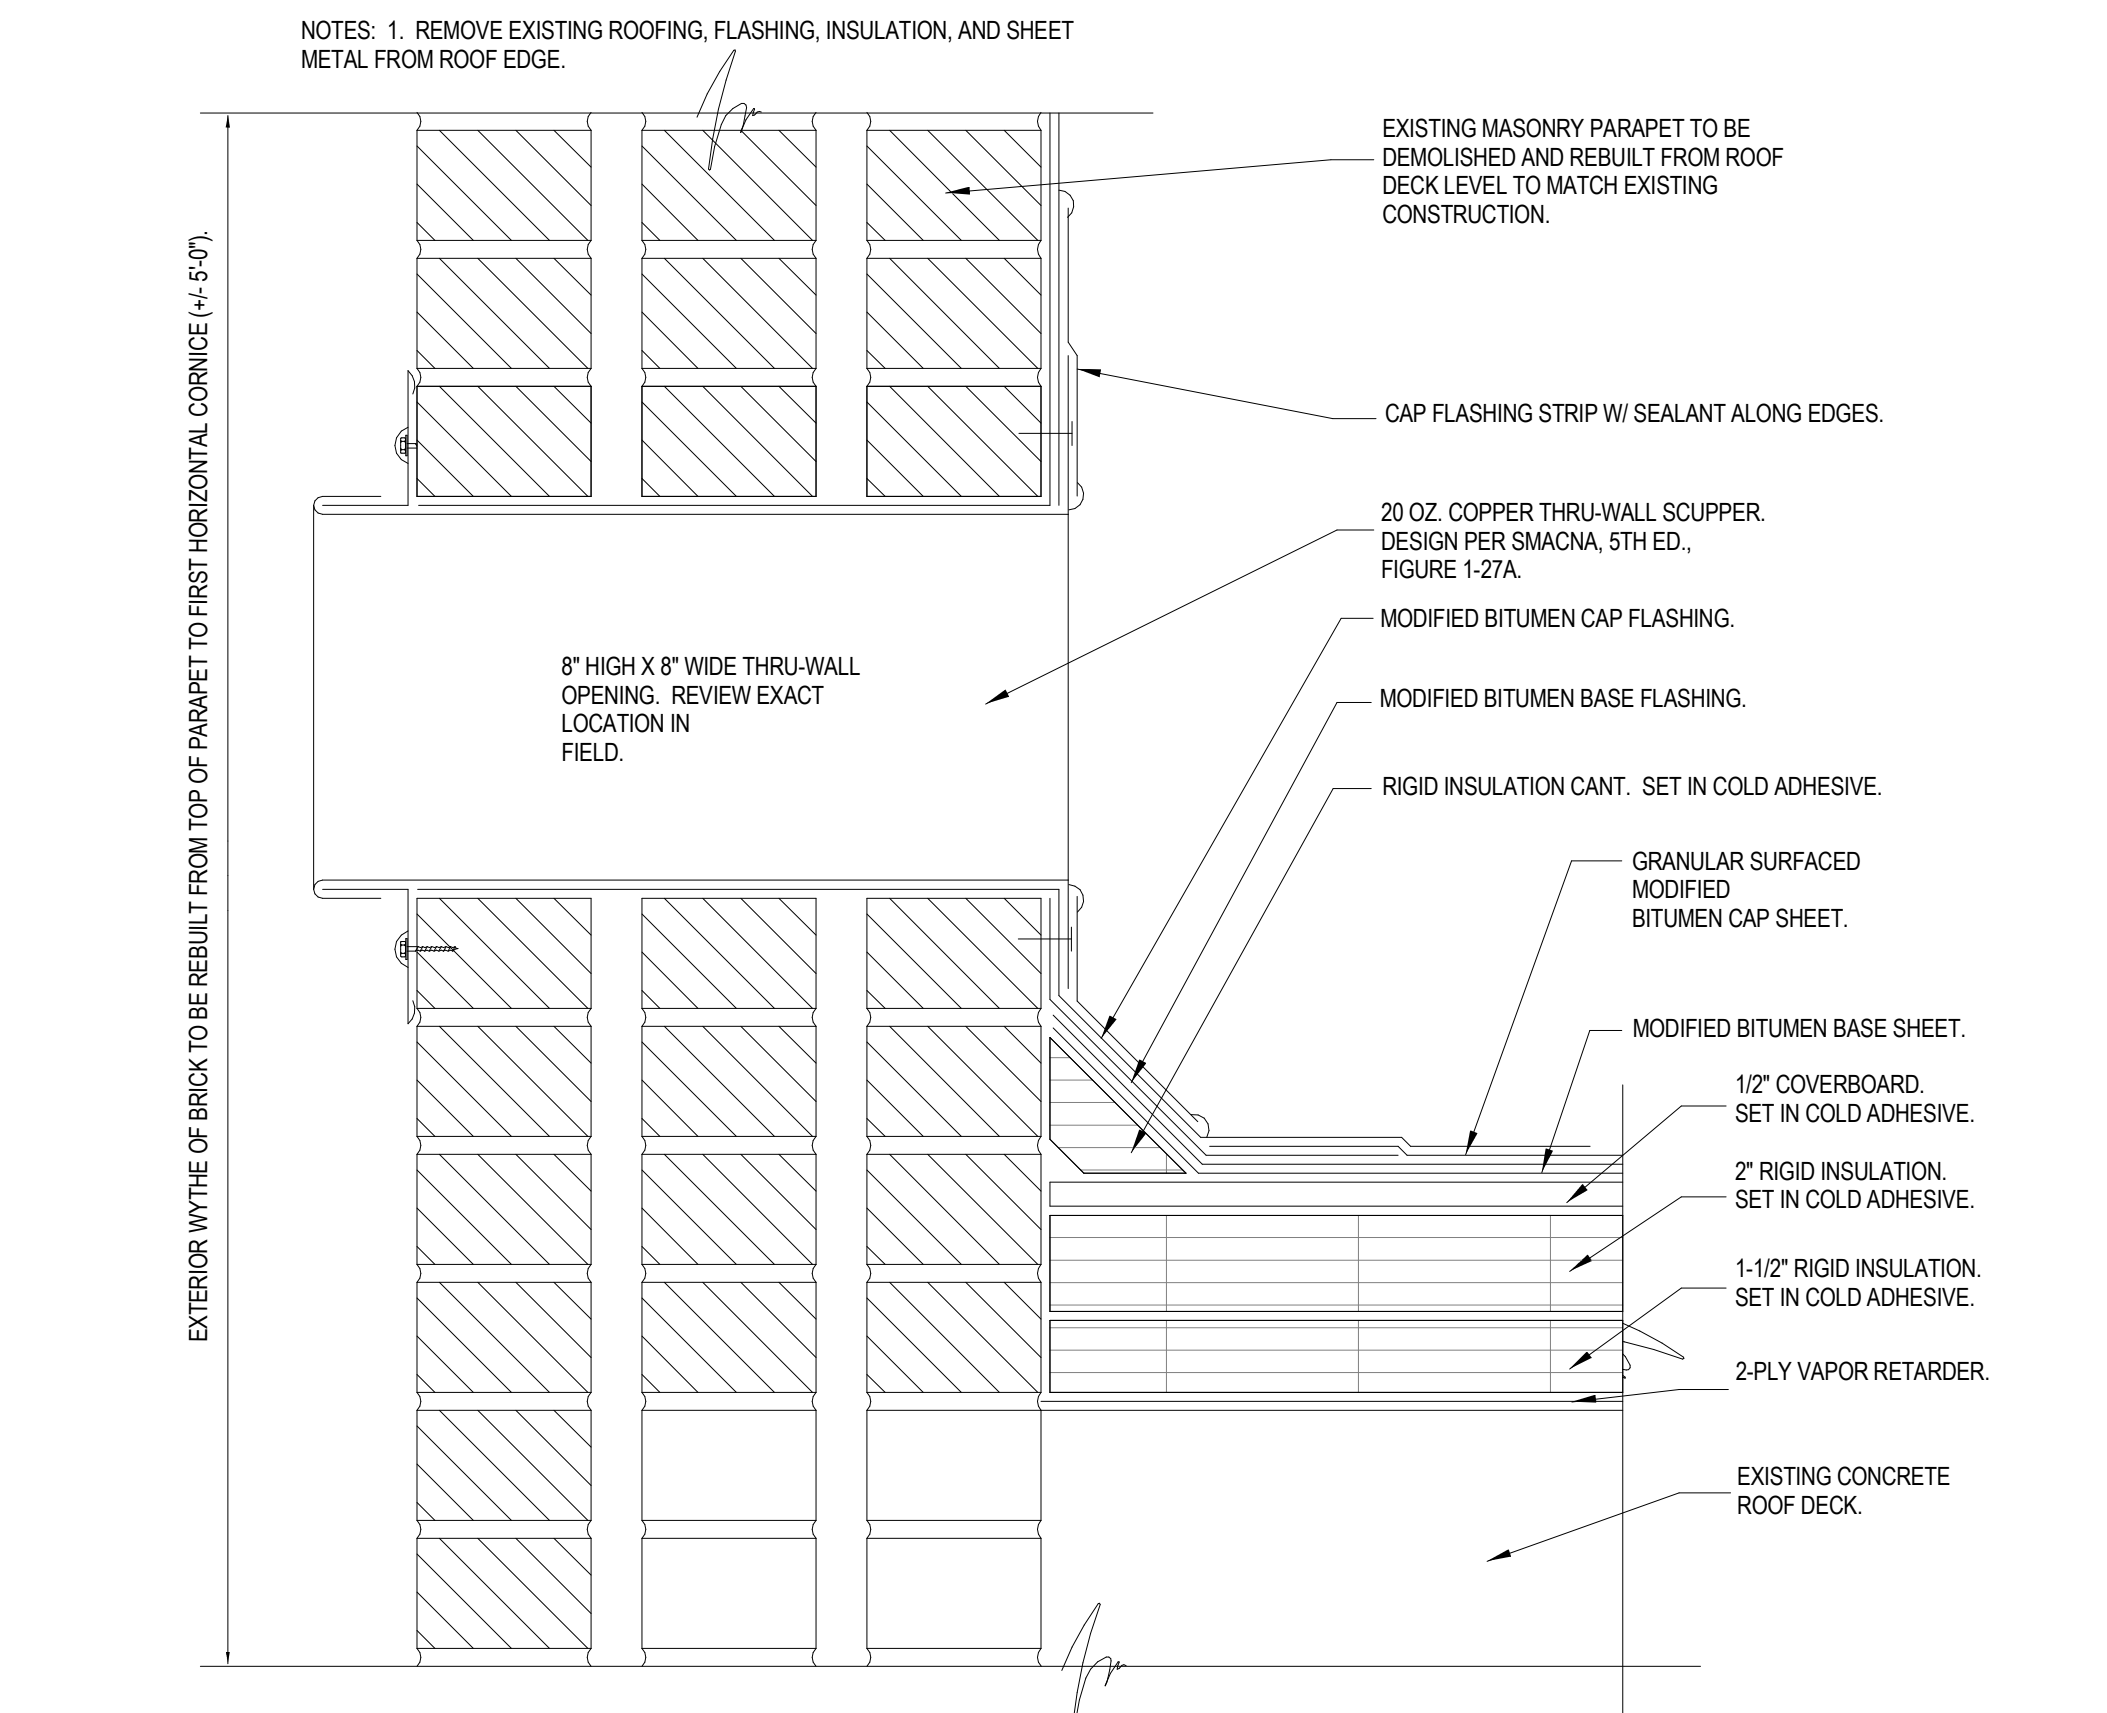 NOTES:  1.  REMOVE EXISTING ROOFING, FLASHING, INSULATION, AND SHEET
METAL FROM ROOF EDGE.
EXISTING MASONRY PARAPET TO BE
DEMOLISHED AND REBUILT FROM ROOF
DECK LEVEL TO MATCH EXISTING
CONSTRUCTION.
EXTERIOR WYTHE OF BRICK TO BE REBUILT FROM TOP OF PARAPET TO FIRST HORIZONTAL CORNICE (+/- 5'-0").
CAP FLASHING STRIP W/ SEALANT ALONG EDGES.
20 OZ. COPPER THRU-WALL SCUPPER.
DESIGN PER SMACNA, 5TH ED.,
FIGURE 1-27A.
MODIFIED BITUMEN CAP FLASHING.
8" HIGH X 8" WIDE THRU-WALL
OPENING.  REVIEW EXACT
LOCATION IN
FIELD.
MODIFIED BITUMEN BASE FLASHING.
RIGID INSULATION CANT.  SET IN COLD ADHESIVE.
GRANULAR SURFACED
MODIFIED
BITUMEN CAP SHEET.
MODIFIED BITUMEN BASE SHEET.
1/2" COVERBOARD.
SET IN COLD ADHESIVE.
2" RIGID INSULATION.
SET IN COLD ADHESIVE.
1-1/2" RIGID INSULATION.
SET IN COLD ADHESIVE.
2-PLY VAPOR RETARDER.
EXISTING CONCRETE
ROOF DECK.